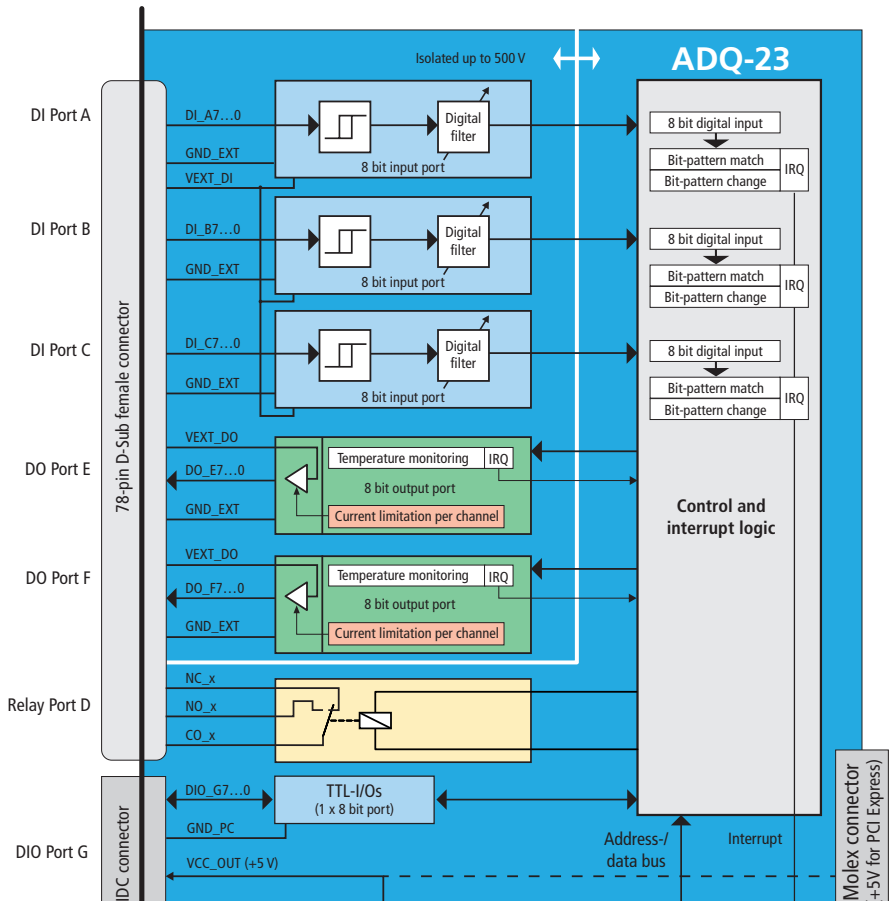 Isolated up to 500 V
ADQ-23
78-pin D-Sub female connector
DI Port A
DI_A7...0
GND_EXT
VEXT_DI
Digital
filter
8 bit input port
8 bit digital input
Bit-pattern match
Bit-pattern change
IRQ
DI Port B
DI_B7...0
GND_EXT
Digital
filter
8 bit input port
8 bit digital input
Bit-pattern match
Bit-pattern change
IRQ
DI Port C
DI_C7...0
GND_EXT
Digital
filter
8 bit input port
8 bit digital input
Bit-pattern match
Bit-pattern change
IRQ
DO Port E
VEXT_DO
DO_E7...0
GND_EXT
Temperature monitoring
IRQ
8 bit output port
Current limitation per channel
Control and
interrupt logic
DO Port F
VEXT_DO
DO_F7...0
GND_EXT
Temperature monitoring
IRQ
8 bit output port
Current limitation per channel
Relay Port D
NC_x
NO_x
CO_x
IDC connector
DIO Port G
DIO_G7...0
GND_PC
VCC_OUT (+5 V)
TTL-I/Os
(1 x 8 bit port)
Address-/
data bus
Interrupt
Molex connector
(+5V for PCI Express)